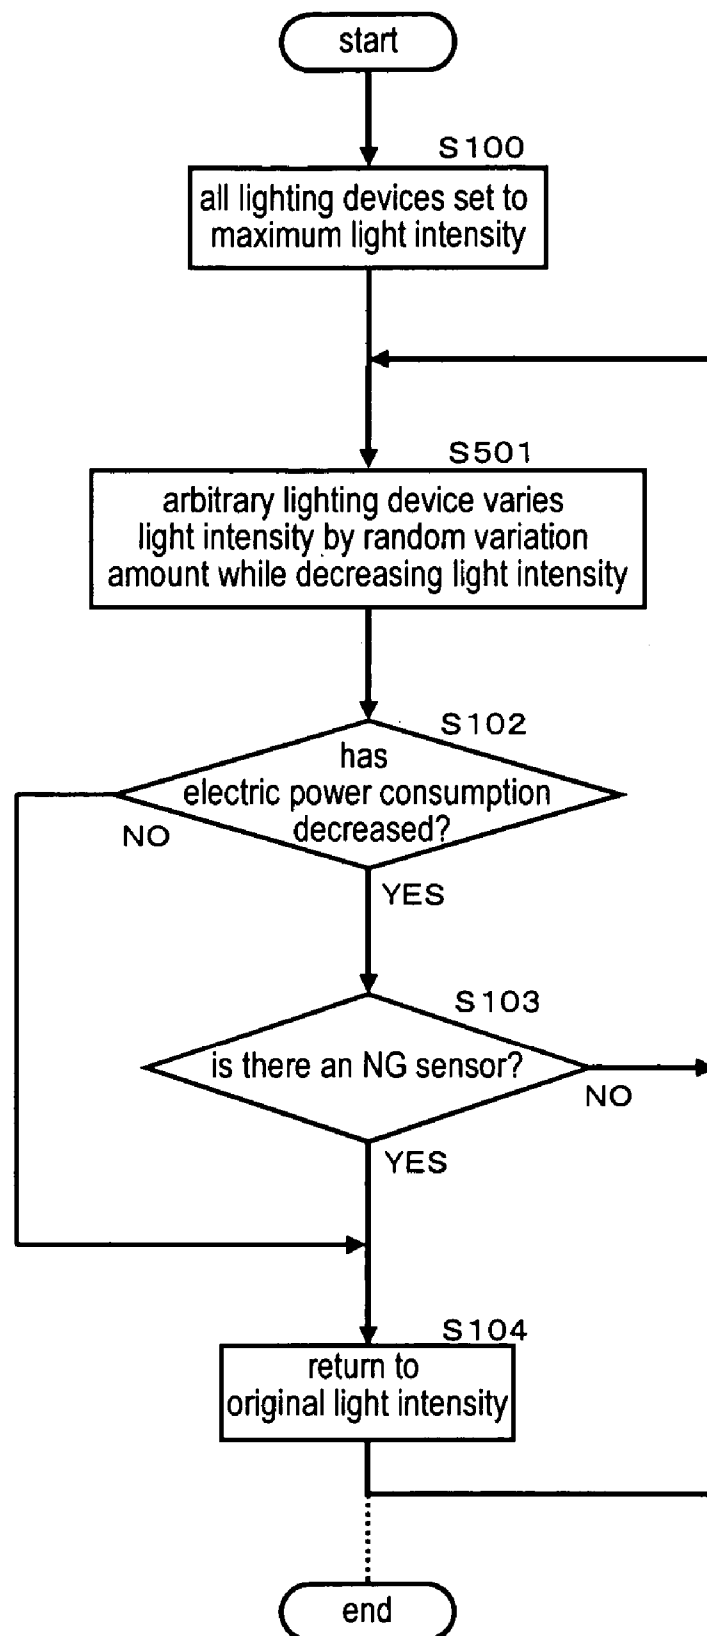 start
S100
all lighting devices set to
maximum light intensity
S501
arbitrary lighting device varies
light intensity by random variation
amount while decreasing light intensity
S102
has
electric power consumption
decreased?
NO
YES
S103
is there an NG sensor?
NO
YES
S104
return to
original light intensity
end